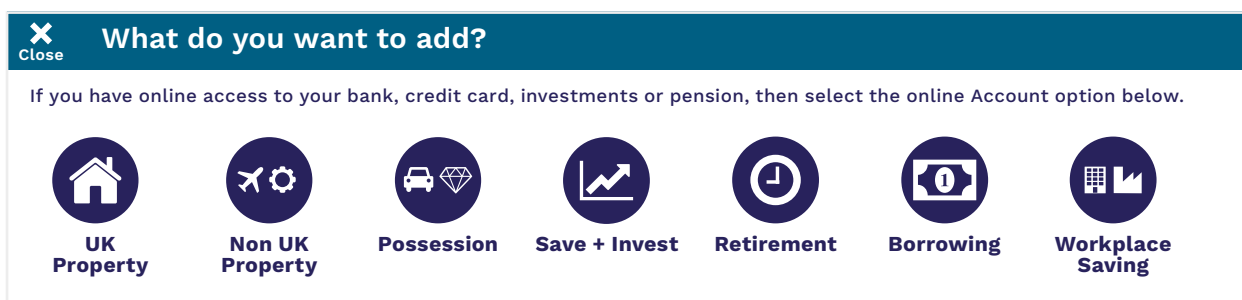 What do you want to add?
Close
If you have online access to your bank, credit card, investments or pension, then select the online Account option below.
1
UK
Property
Non UK
Property
Possession
Save + Invest
Retirement
Borrowing
Workplace
Saving